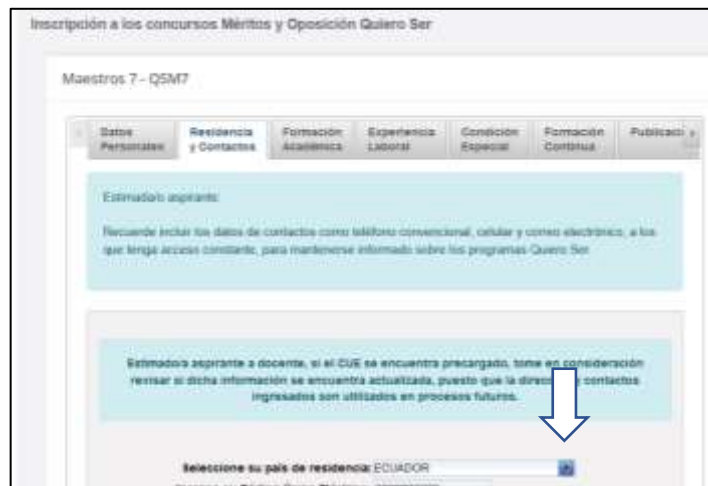 Inscripción a los concursos Méritos y Oposición Quiero Ser
Maestros 7 - QSM7
Datos Personales
Residencia y Contactos
Formación Académica
Experiencia Laboral
Condición Especial
Formación Continua
Publicaci
Estimada/o aspirante:
Recuerde incluir los datos de contactos como teléfono convencional, celular y correo electrónico, a los
que tenga acceso constante, para mantenerse informado sobre los programas Quiero Ser
Estimado/a aspirante a docente, si el CUE se encuentra precargado, tome en consideración
revisar si dicha información se encuentra actualizada, puesto que la contactos
ingresados son utilizados en procesos futuros.
Seleccione su país de residencia: ECUADOR